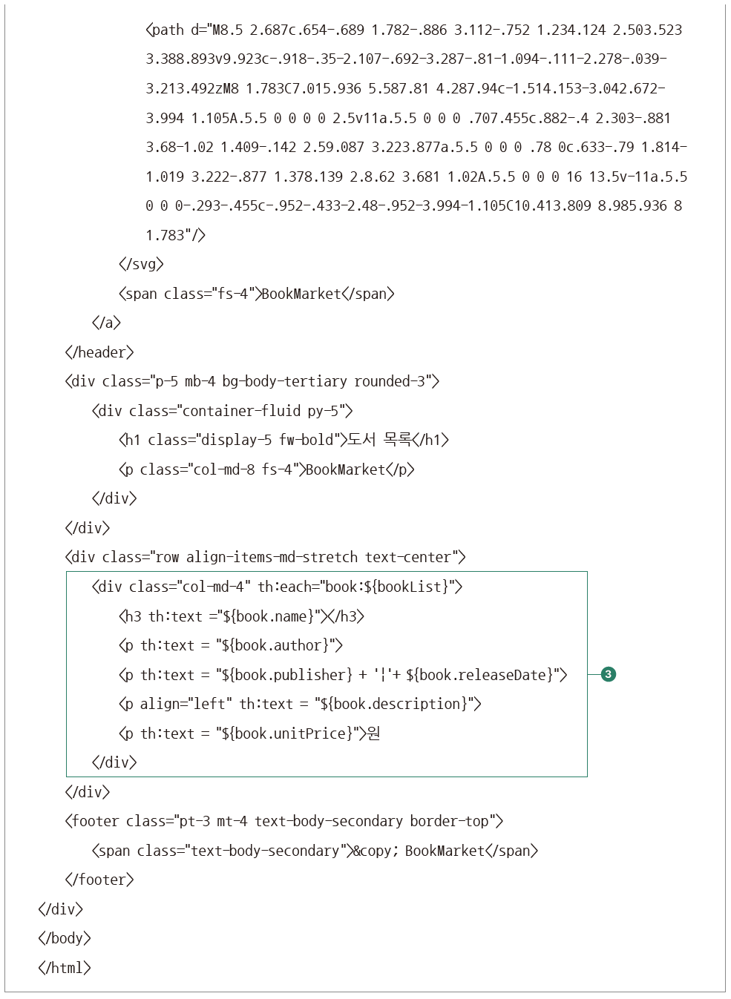 <path d="M8.5 2.687c.654-.689 1.782-.886 3.112-.752 1.234.124 2.503.523
3.388.893v9.923c-.918-.35-2.107-.692-3.287-.81-1.094-.111-2.278-.039-
3.213.492zM8 1.783C7.015.936 5.587.81 4.287.94c-1.514.153-3.042.672-
3.994 1.105A.5.5 0 0 0 0 2.5v11a.5.5 0 0 0 .707.455c.882-.4 2.303-.881
3.68-1.02 1.409-.142 2.59.087 3.223.877a.5.5 0 0 0 .78 0c.633-.79 1.814-
1.019 3.222-.877 1.378.139 2.8.62 3.681 1.02A.5.5 0 0 0 16 13.5v-11a.5.5
0 0 0-.293-.455c-.952-.433-2.48-.952-3.994-1.105C10.413.809 8.985.936 8
1.783"/>
</svg>
<span class="fs-4">BookMarket</span>
</a>
</header>
<div class="p-5 mb-4 bg-body-tertiary rounded-3">
<div class="container-fluid py-5">
<h1 class="display-5 fw-bold">도서 목록</h1>
<p class="col-md-8 fs-4">BookMarket</p>
</div>
</div>
<div class="row align-items-md-stretch text-center">
<div class="col-md-4" th:each="book:${bookList}">
<h3 th:text ="${book.name}"></h3>
<p th:text = "${book.author}">
<p th:text = "${book.publisher} + '¦'+ ${book.releaseDate}">
3
<p align="left" th:text = "${book.description}">
<p th:text = "${book.unitPrice}">원
</div>
</div>
<footer class="pt-3 mt-4 text-body-secondary border-top">
<span class="text-body-secondary">&copy; BookMarket</span>
</footer>
</div>
</body>
</html>